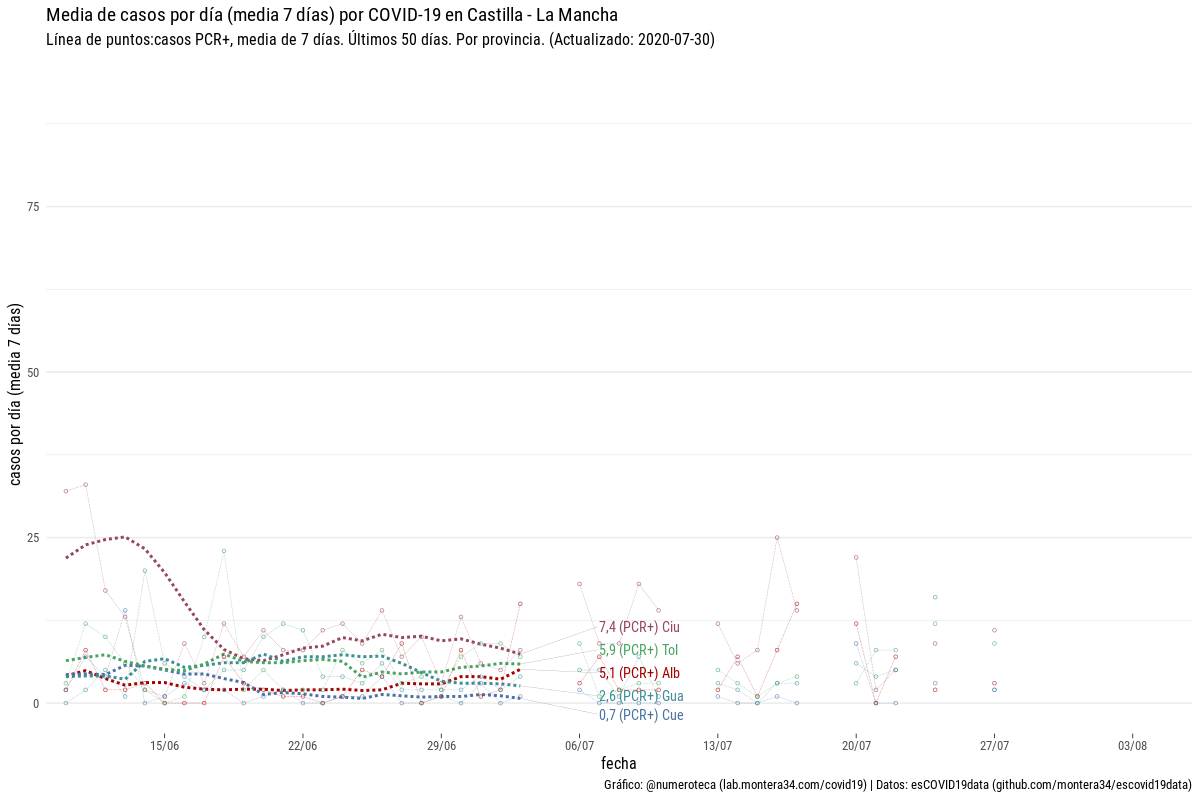 Media de casos por día (media 7 días) por COVID-19 en Castilla - La Mancha
Línea de puntos:casos PCR+, media de 7 días. Últimos 50 días. Por provincia. (Actualizado: 2020-07-30)
casos por día (media 7 días)
75
50
25
0
7,4 (PCR+) Ciu
5,9 (PCR+) Tol
5,1 (PCR+) Alb
2,6 (PCR+) Gua
0,7 (PCR+) Cue
15/06
22/06
29/06
06/07
13/07
20/07
27/07
03/08
fecha
Gráfico: @numeroteca (lab.montera34.com/covid19) | Datos: esCOVID19data (github.com/montera34/escovid19data)